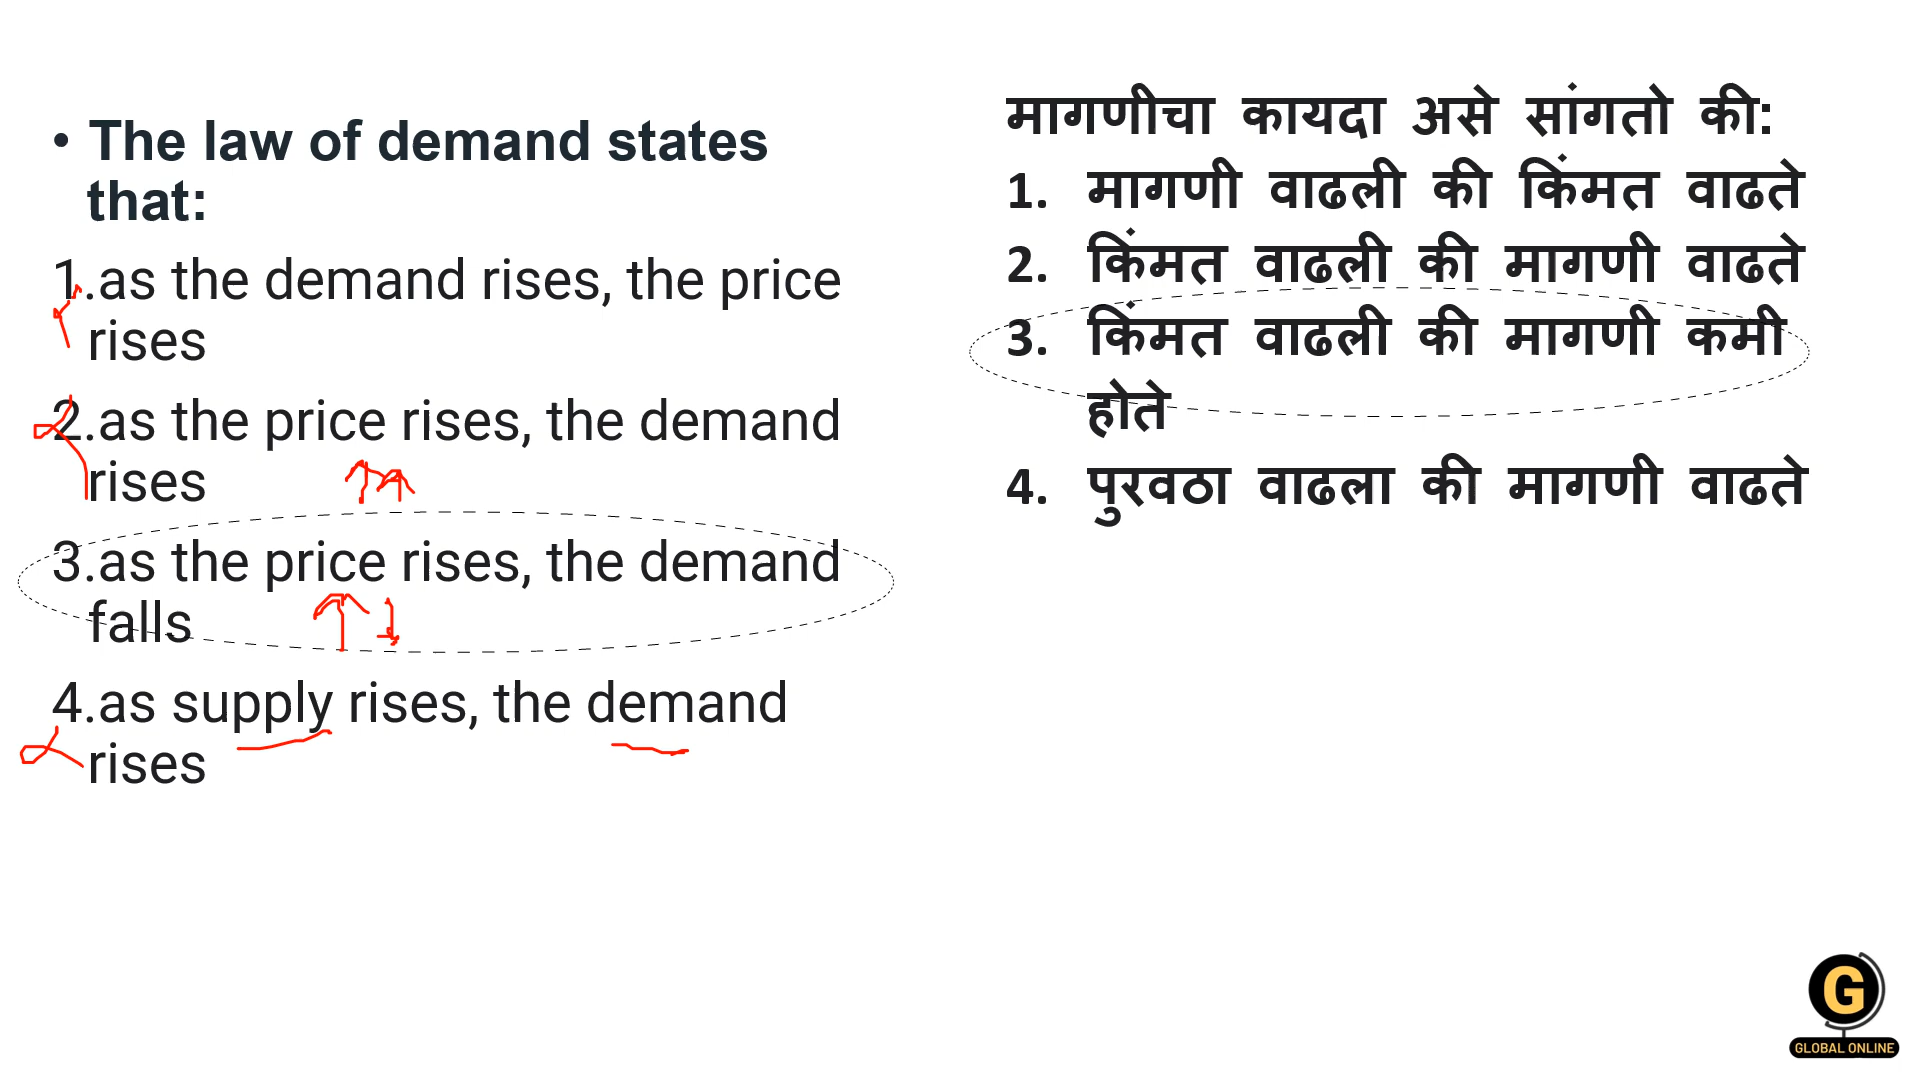 • The law of demand states
that:
1.as the demand rises, the price
rises
2.as the price rises, the demand
rises
3.as the price rises, the demand
falls
4.as supply rises, the demand
rises
मागणीचा कायदा असे सांगतो की:
1. मागणी वाढली की किंमत वाढते
2. किंमत वाढली की मागणी वाढते
3. किंमत वाढली की मागणी कमी
होते
4. पुरवठा वाढला की मागणी वाढते
G
GLOBAL ONLINE